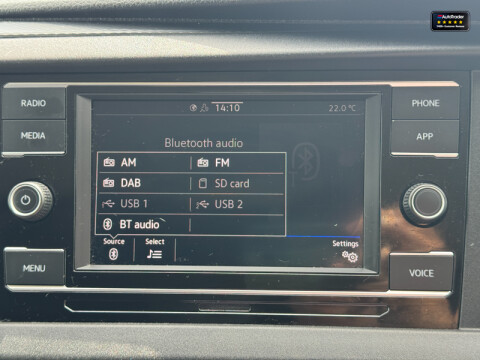 AutoTrader
RADIO
MEDIA
MENU
14:10
22.0 °C
Bluetooth audio
AM
FM
DAB
SD card
USB 1
USB 2
BT audio
Source
Select
Settings
PHONE
APP
VOICE